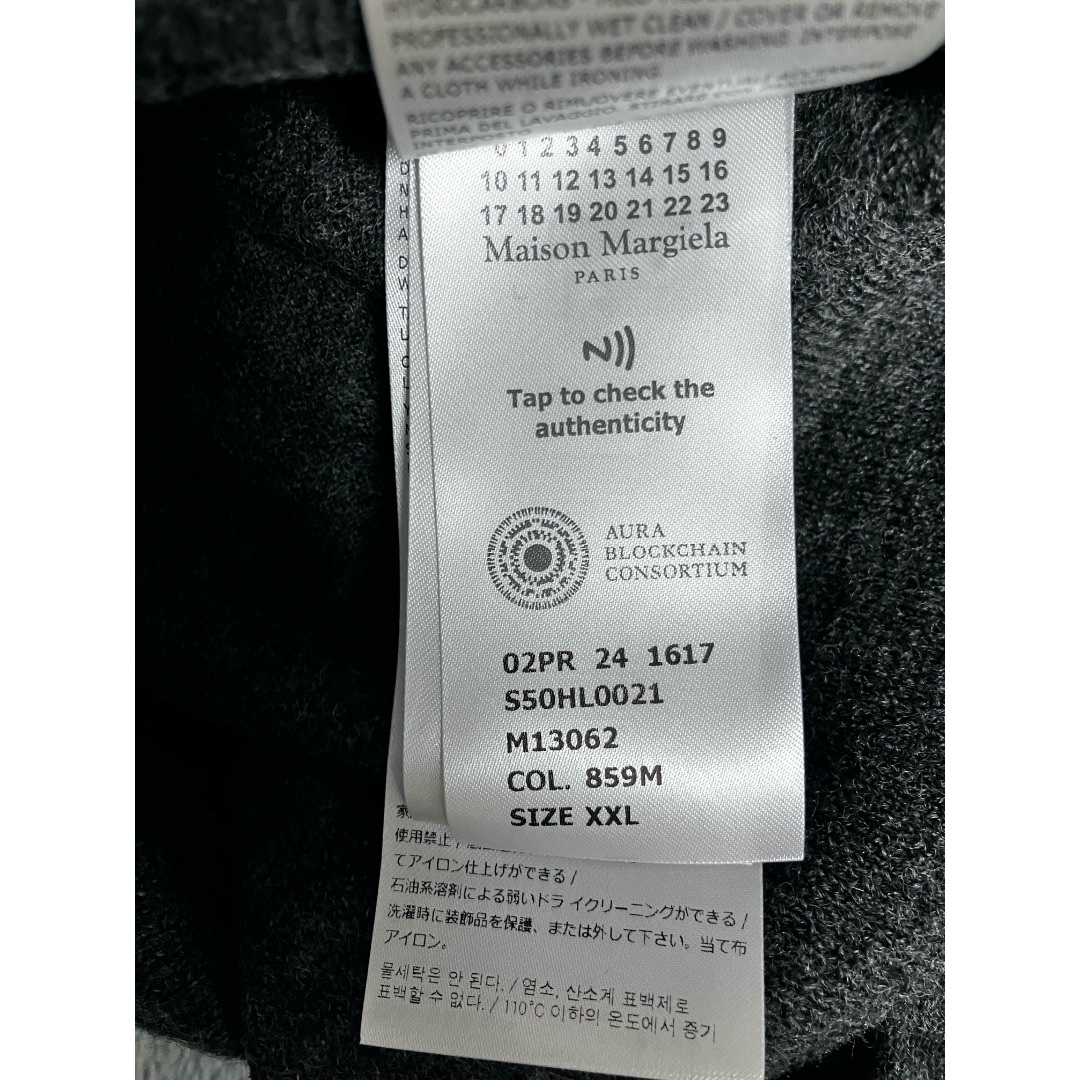 PROFESSIONALLY WET CLEAN / COVER OR REMOVE
ANY ACCESSORIES BEFORE WASHING INTERPOSE
A CLOTH WHILE IRONING
RICOPRIRE O RIMUOVERE EVENTUALI
PRIMA DEL LAVAGGIO. STIRARE CON
0 1 2 3 4 5 6 7 8 9
10 11 12 13 14 15 16
17 18 19 20 21 22 23
Maison Margiela
PARIS
Tap to check the
authenticity
AURA
BLOCKCHAIN
CONSORTIUM
02PR 24 1617
S50HL0021
M13062
COL. 859M
SIZE XXL
使用禁止 /
てアイロン仕上げができる /
石油系溶剤による弱いドラ イクリーニングができる /
洗濯時に装飾品を保護、または外して下さい。当て布
アイロン。
물세탁은 안 된다. / 염소, 산소계 표백제로
표백할 수 없다. / 110°C 이하의 온도에서 증기